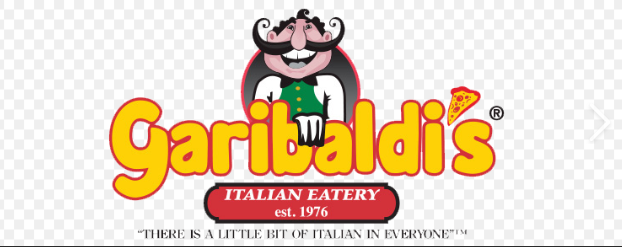 Garibaldi's®
ITALIAN EATERY
est. 1976
"THERE IS A LITTLE BIT OF ITALIAN IN EVERYONE"™